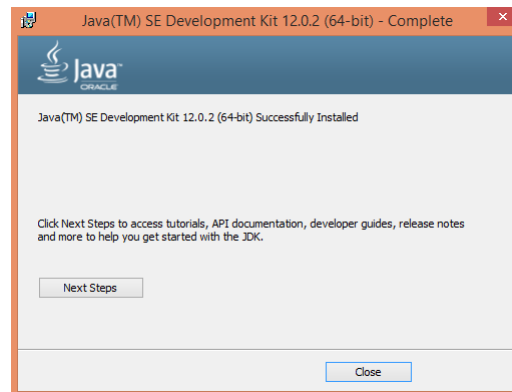 Java(TM) SE Development Kit 12.0.2 (64-bit) - Complete
Java™
ORACLE
Java(TM) SE Development Kit 12.0.2 (64-bit) Successfully Installed
Click Next Steps to access tutorials, API documentation, developer guides, release notes
and more to help you get started with the JDK.
Next Steps
Close